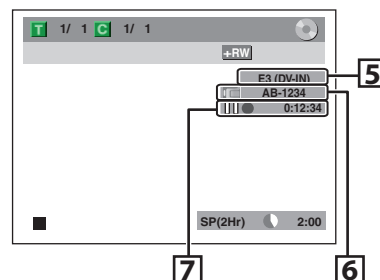 T 1/ 1 C 1/ 1
+RW
E3 (DV-IN)
5
AB-1234
0:12:34
SP(2Hr) 2:00
7
6